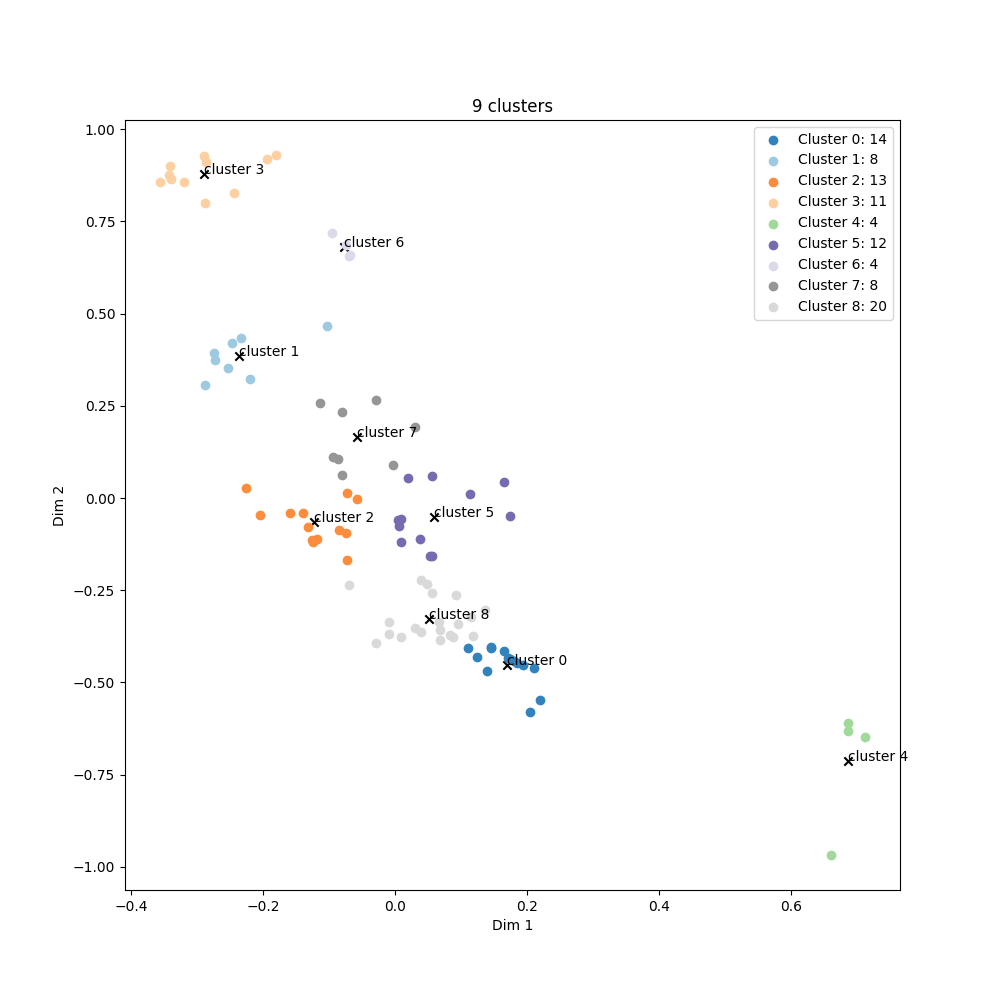 9 clusters
1.00
0.75
0.50
0.25
0.00
−0.25
−0.50
−0.75
−1.00
Dim 2
−0.4
−0.2
0.0
0.2
0.4
0.6
Dim 1
Cluster 0: 14
Cluster 1: 8
Cluster 2: 13
Cluster 3: 11
Cluster 4: 4
Cluster 5: 12
Cluster 6: 4
Cluster 7: 8
Cluster 8: 20
cluster 3
cluster 6
cluster 1
cluster 7
cluster 5
cluster 2
cluster 8
cluster 0
cluster 4